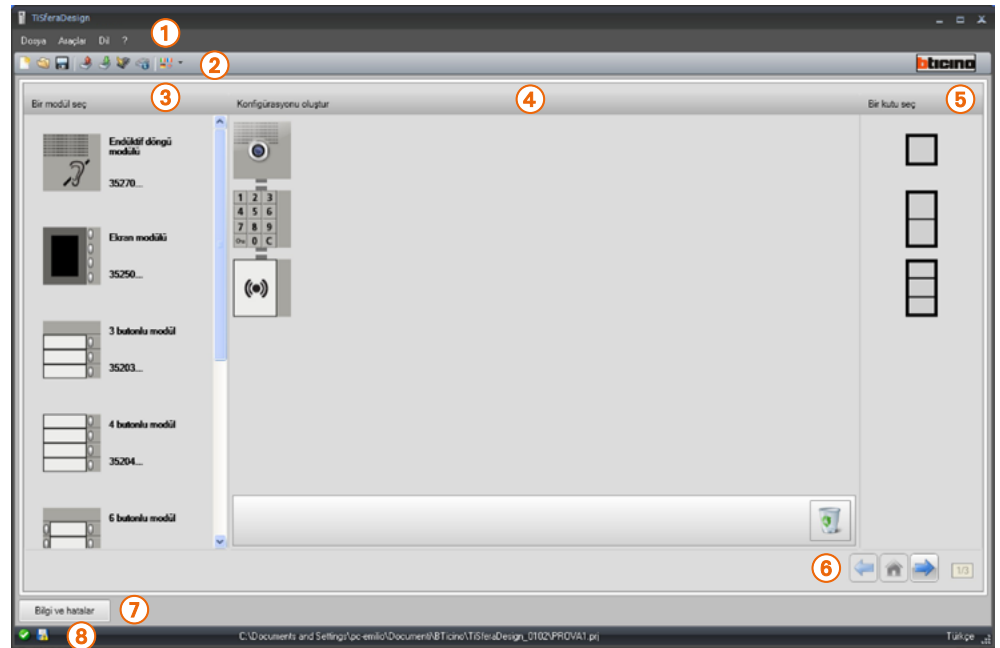 TiSferaDesign
Dosya Araçlar Dil ?
1
2
bticino
Bir modül seç
3
Konfigürasyonu oluştur
4
Bir kutu seç
5
Endüktif döngü
modülü
35270...
Ekran modülü
35250...
3 butonlu modül
35203...
4 butonlu modül
35204...
6 butonlu modül
1 2 3
4 5 6
7 8 9
0 C
6
1/3
Bilgi ve hatalar
7
8
C:\Documents and Settings\pc-emilio\Documenti\BTicino\TiSferaDesign_0102\PROVA1.prj
Türkçe